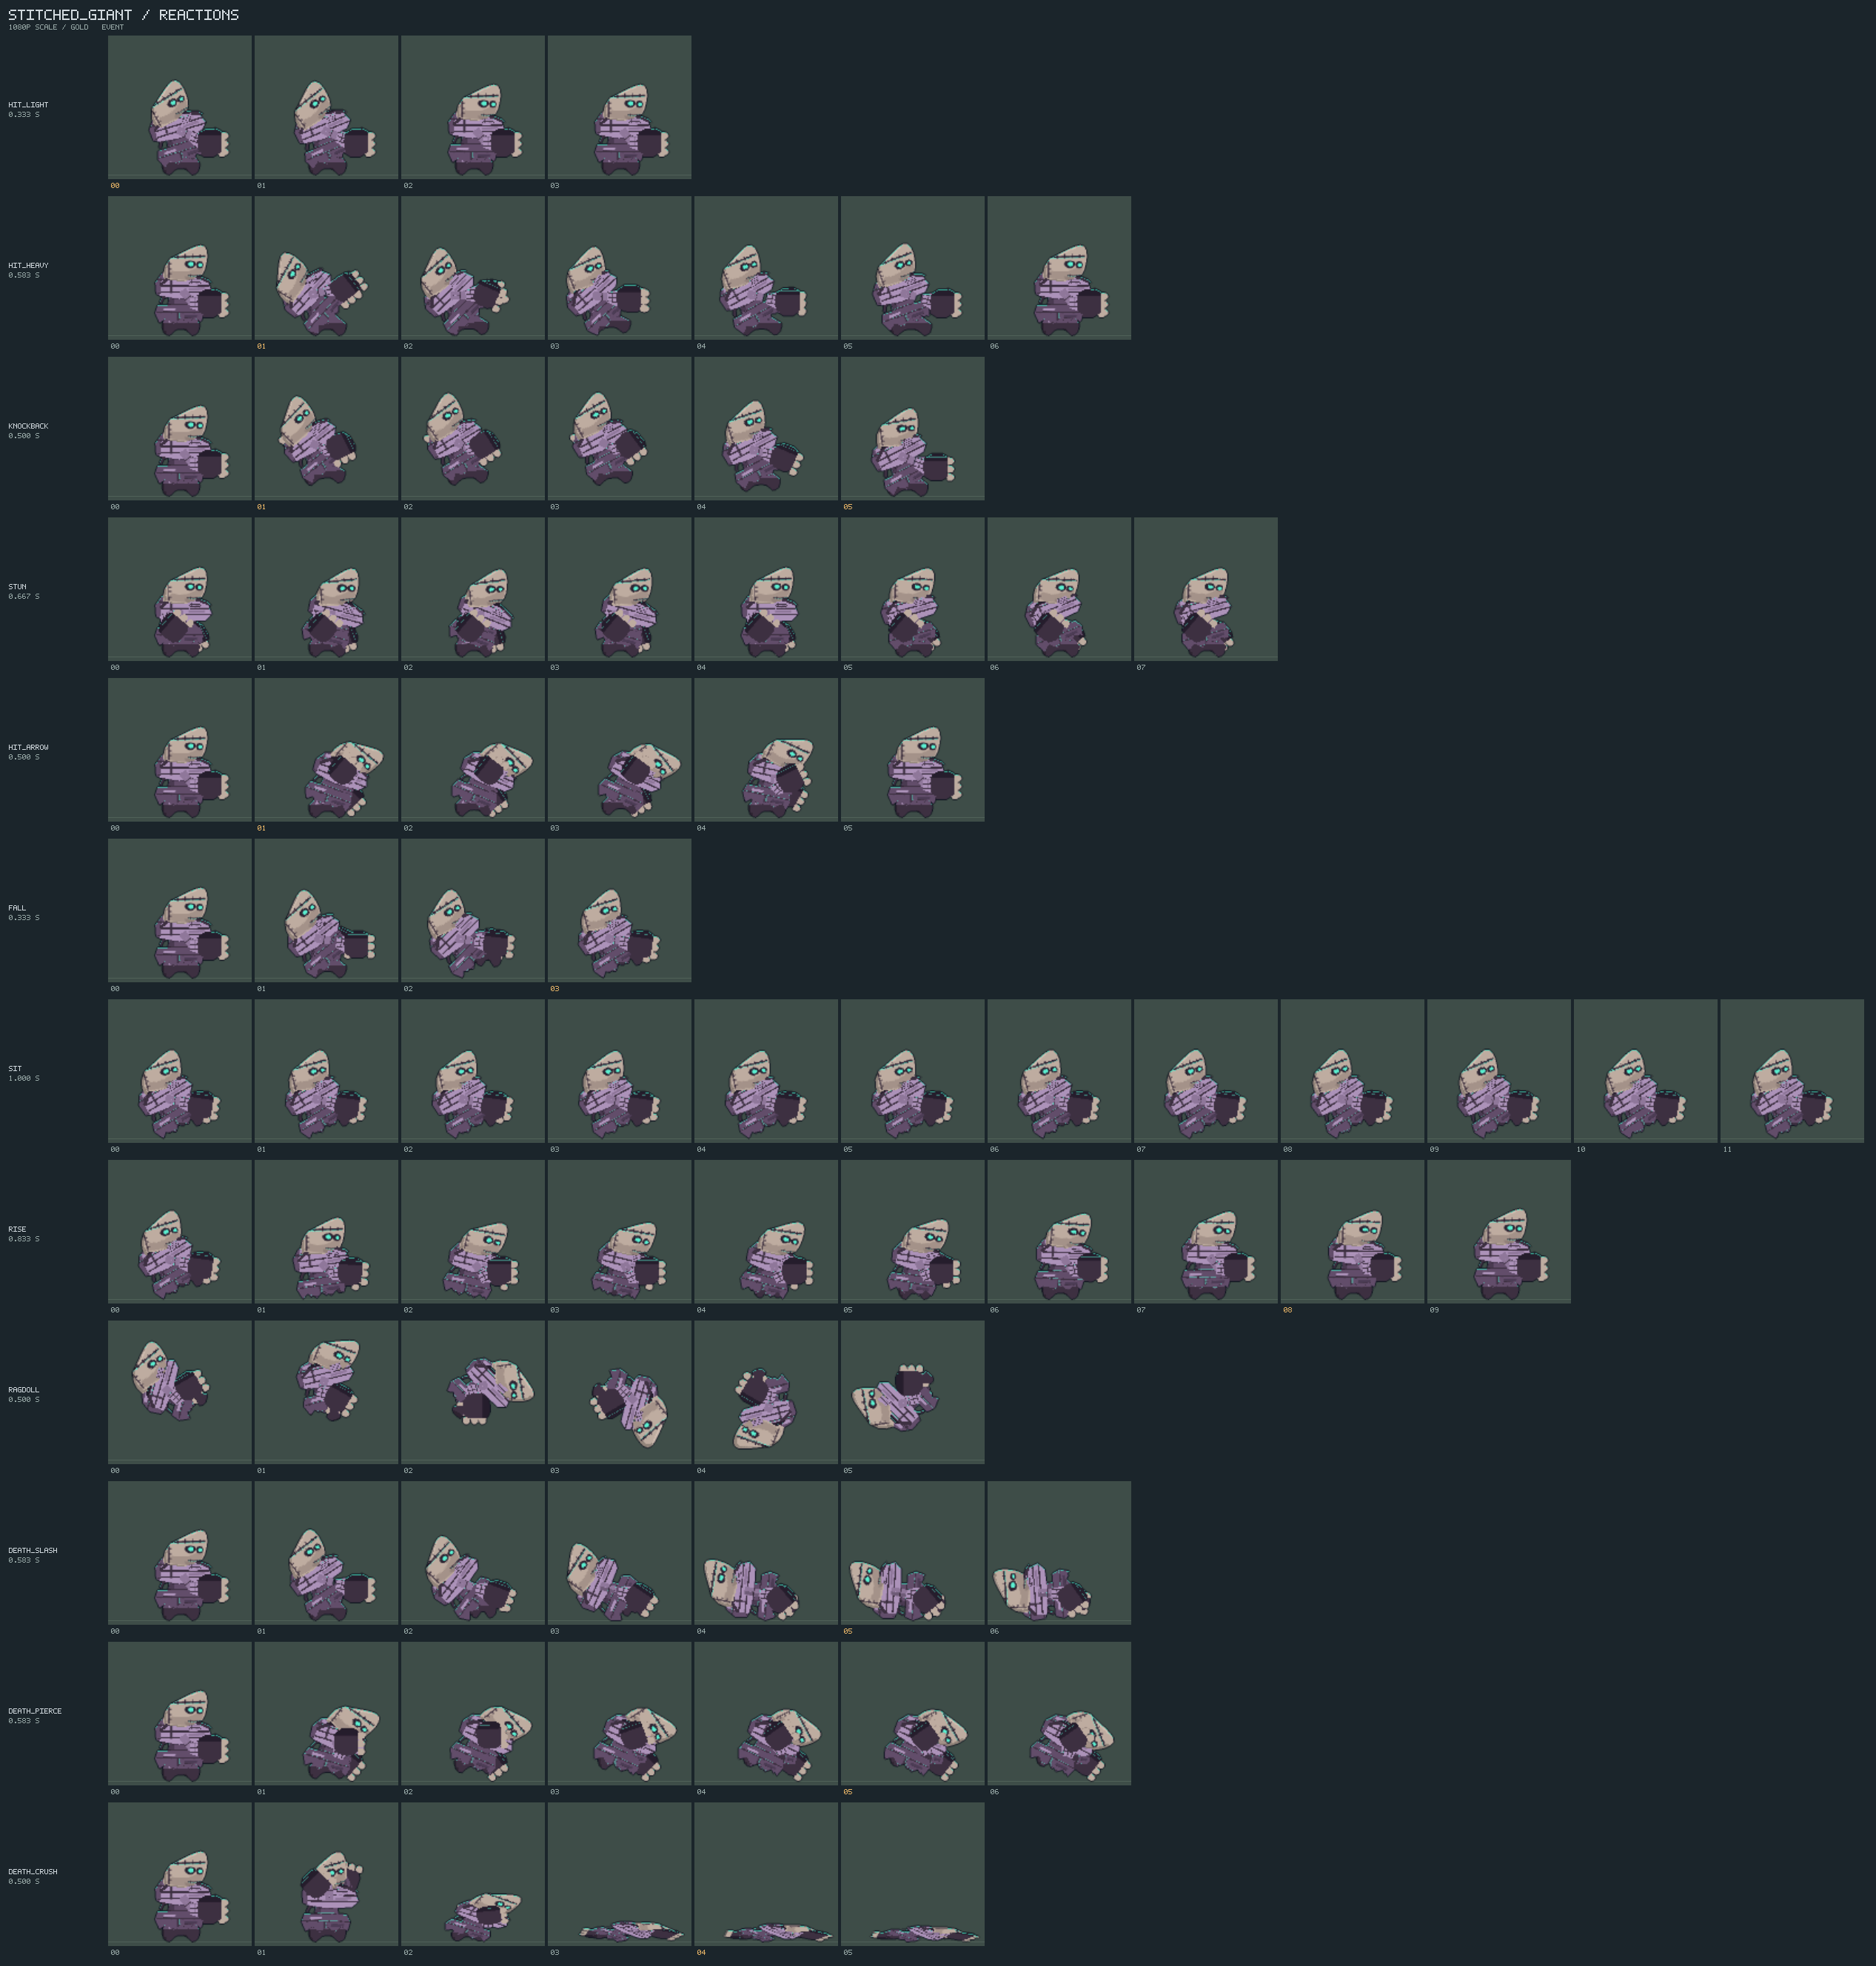 STITCHED_GIANT / REACTIONS
1080P SCALE / GOLD EVENT
HIT_LIGHT
0.333 S
00 01 02 03
HIT_HEAVY
0.583 S
00 01 02 03 04 05 06
KNOCKBACK
0.500 S
00 01 02 03 04 05
STUN
0.667 S
00 01 02 03 04 05 06 07
HIT_ARROW
0.500 S
00 01 02 03 04 05
FALL
0.333 S
00 01 02 03
SIT
1.000 S
00 01 02 03 04 05 06 07 08 09 10 11
RISE
0.833 S
00 01 02 03 04 05 06 07 08 09
RAGDOLL
0.500 S
00 01 02 03 04 05
DEATH_SLASH
0.583 S
00 01 02 03 04 05 06
DEATH_PIERCE
0.583 S
00 01 02 03 04 05 06
DEATH_CRUSH
0.500 S
00 01 02 03 04 05